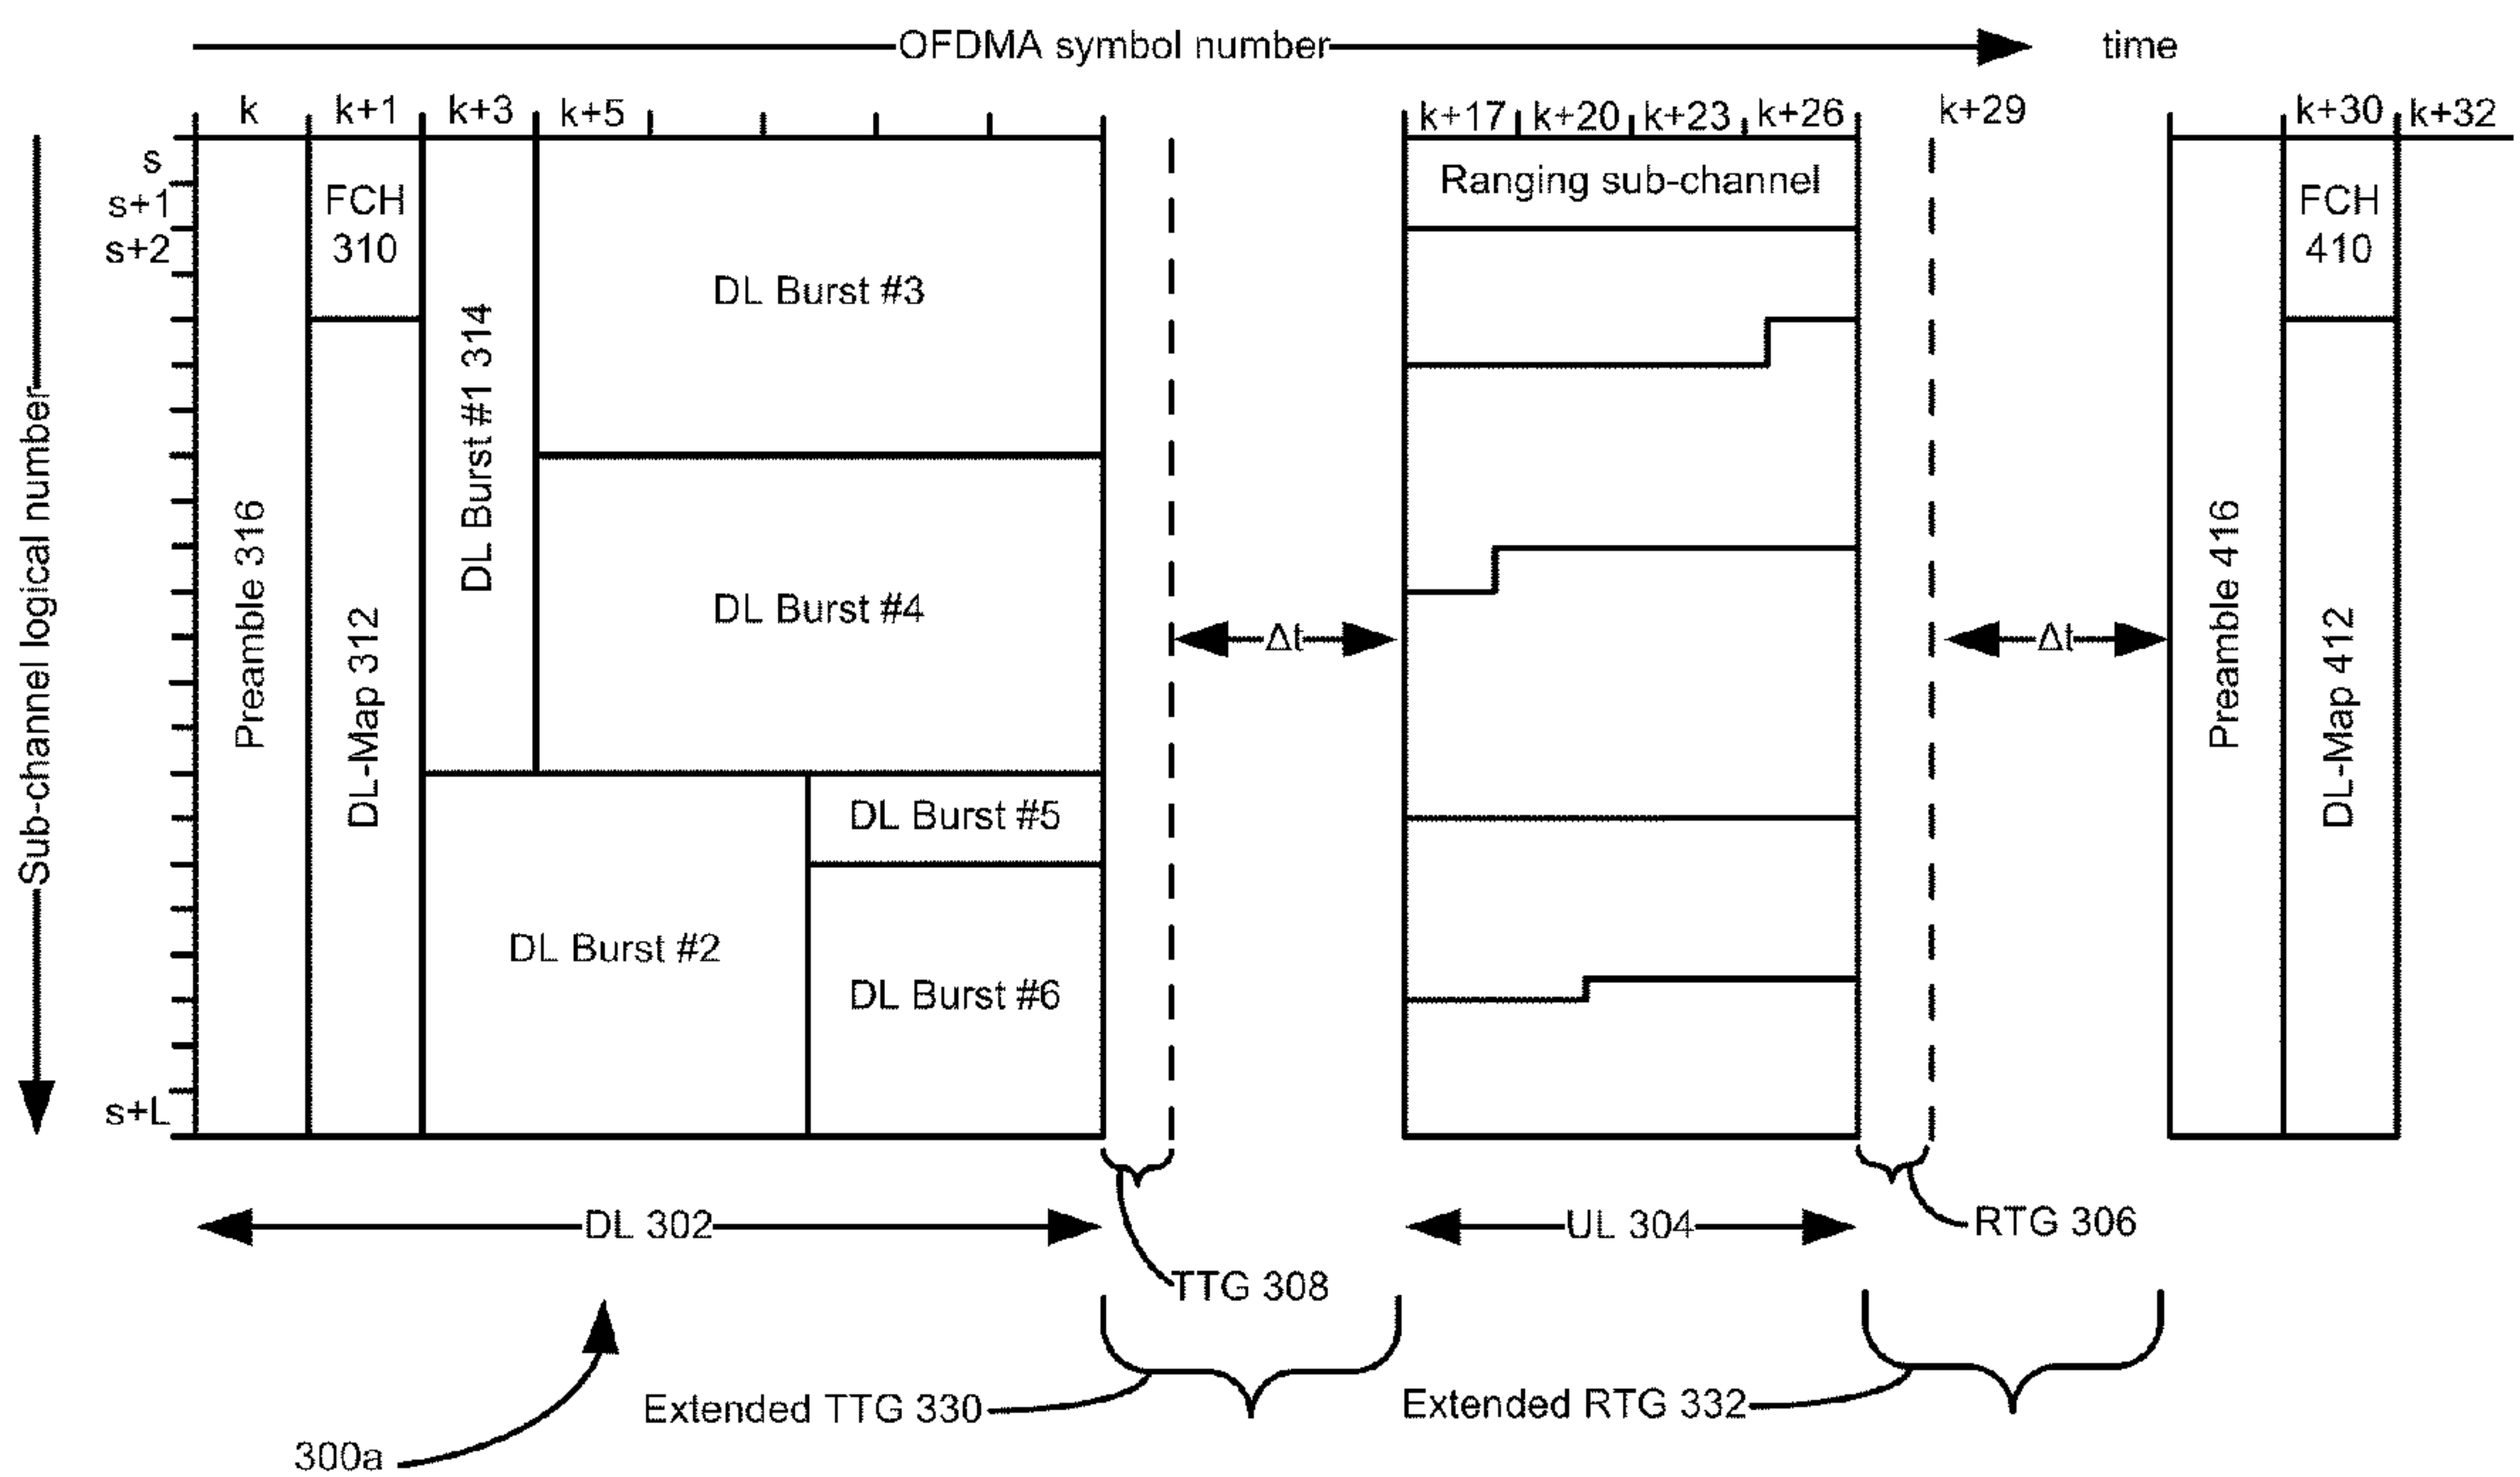 OFDMA symbol number time
k k+1 k+3 k+5 k+17 k+20 k+23 k+26 k+29 k+30 k+32
Sub-channel logical number
s
s+1
s+2
s+L
Preamble 316
FCH
310
DL-Map 312
DL Burst #1 314
DL Burst #3
DL Burst #4
DL Burst #2
DL Burst #5
DL Burst #6
Δt
Ranging sub-channel
Δt
Preamble 416
FCH
410
DL-Map 412
DL 302
TTG 308
UL 304
RTG 306
Extended TTG 330
Extended RTG 332
300a